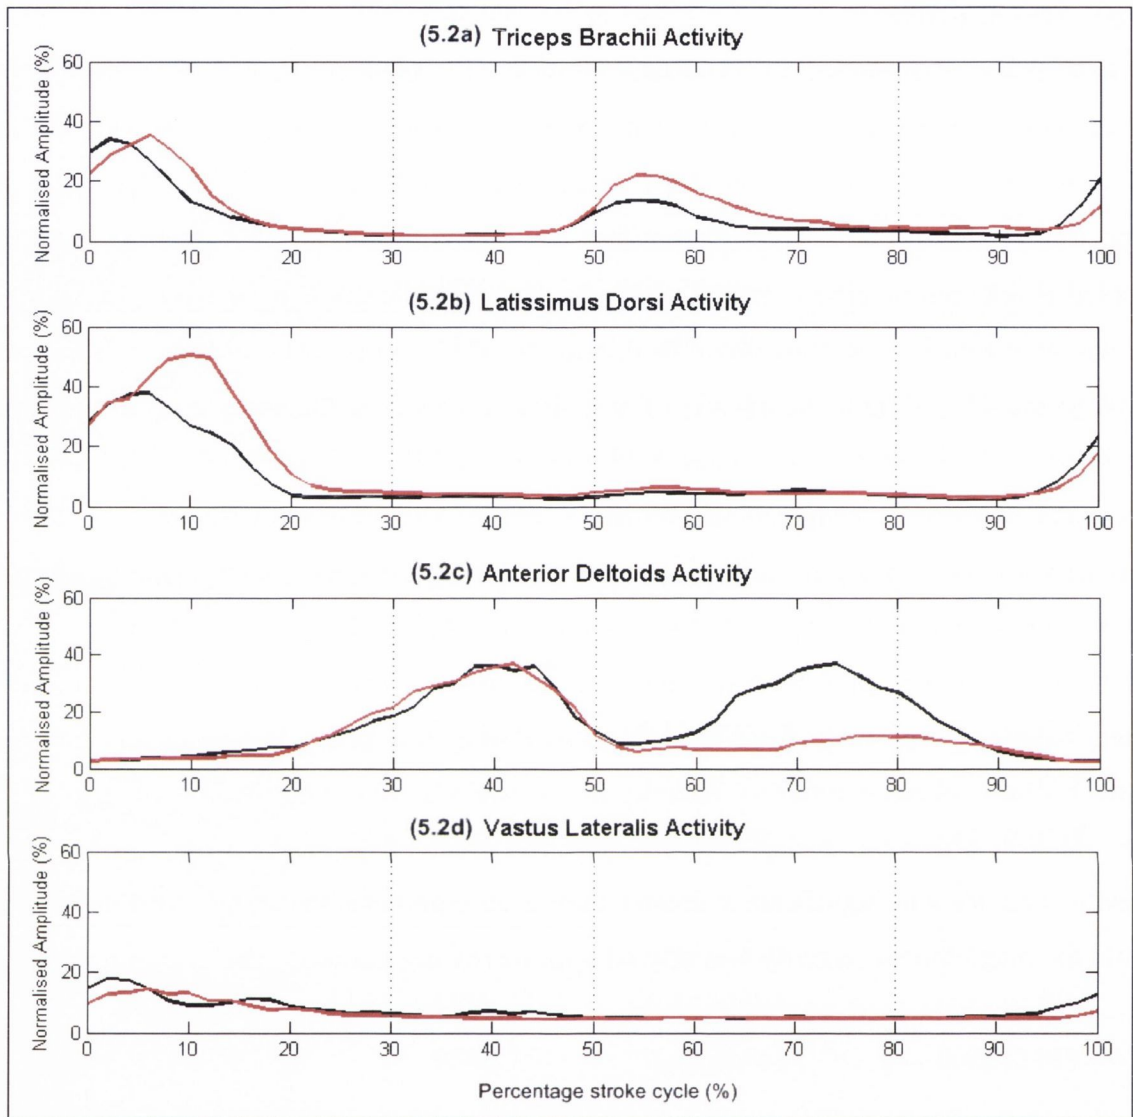 (5.2a) Triceps Brachii Activity
Normalised Amplitude (%)
60
40
20
0
0 10 20 30 40 50 60 70 80 90 100
(5.2b) Latissimus Dorsi Activity
Normalised Amplitude (%)
60
40
20
0
0 10 20 30 40 50 60 70 80 90 100
(5.2c) Anterior Deltoids Activity
Normalised Amplitude (%)
60
40
20
0
0 10 20 30 40 50 60 70 80 90 100
(5.2d) Vastus Lateralis Activity
Normalised Amplitude (%)
60
40
20
0
0 10 20 30 40 50 60 70 80 90 100
Percentage stroke cycle (%)